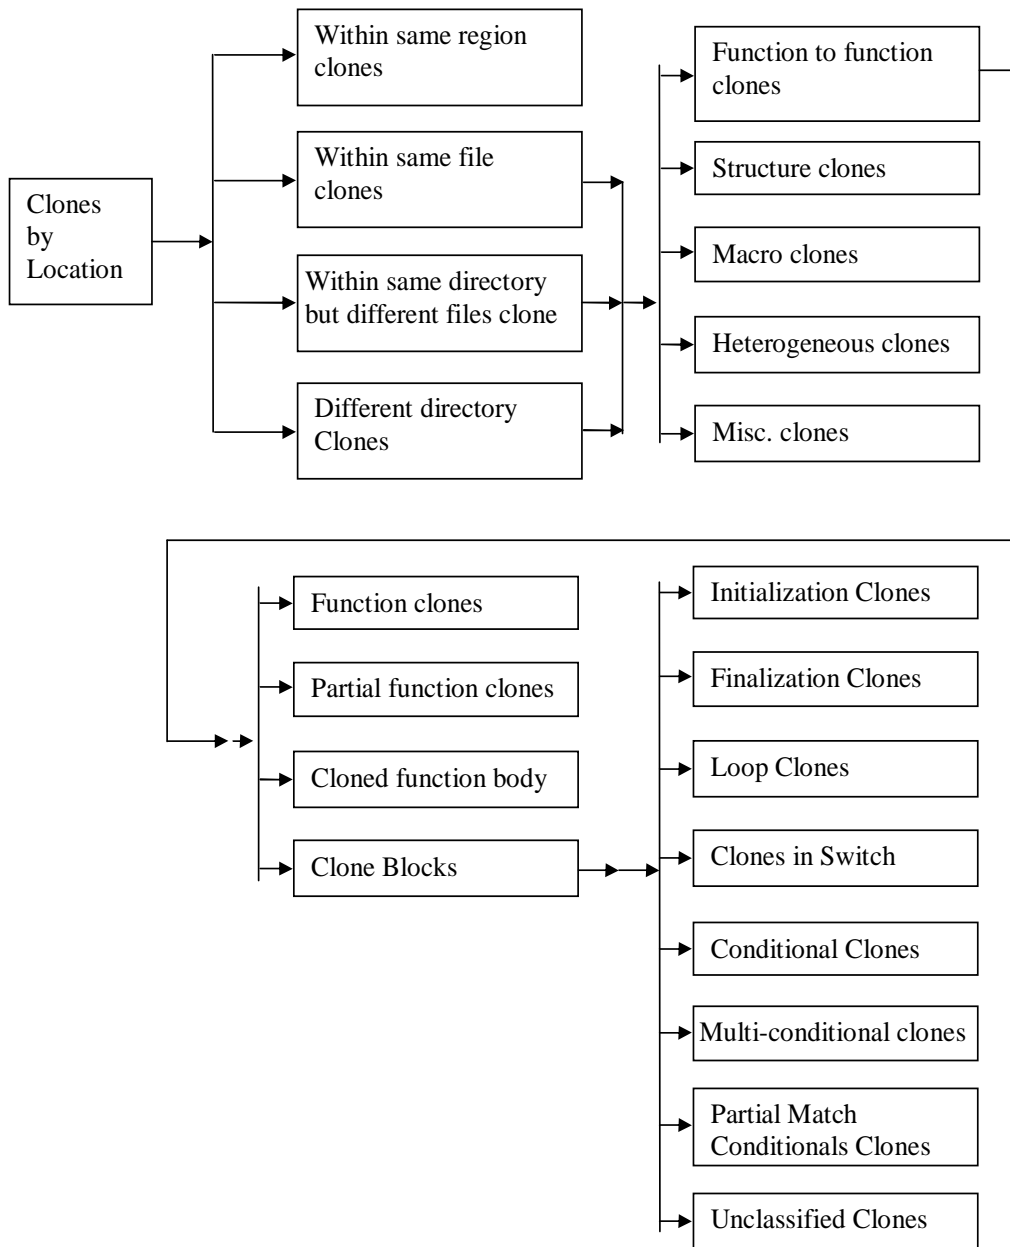 Clones
by
Location
Within same region
clones
Within same file
clones
Within same directory
but different files clone
Different directory
Clones
Function to function
clones
Structure clones
Macro clones
Heterogeneous clones
Misc. clones
Function clones
Partial function clones
Cloned function body
Clone Blocks
Initialization Clones
Finalization Clones
Loop Clones
Clones in Switch
Conditional Clones
Multi-conditional clones
Partial Match
Conditionals Clones
Unclassified Clones